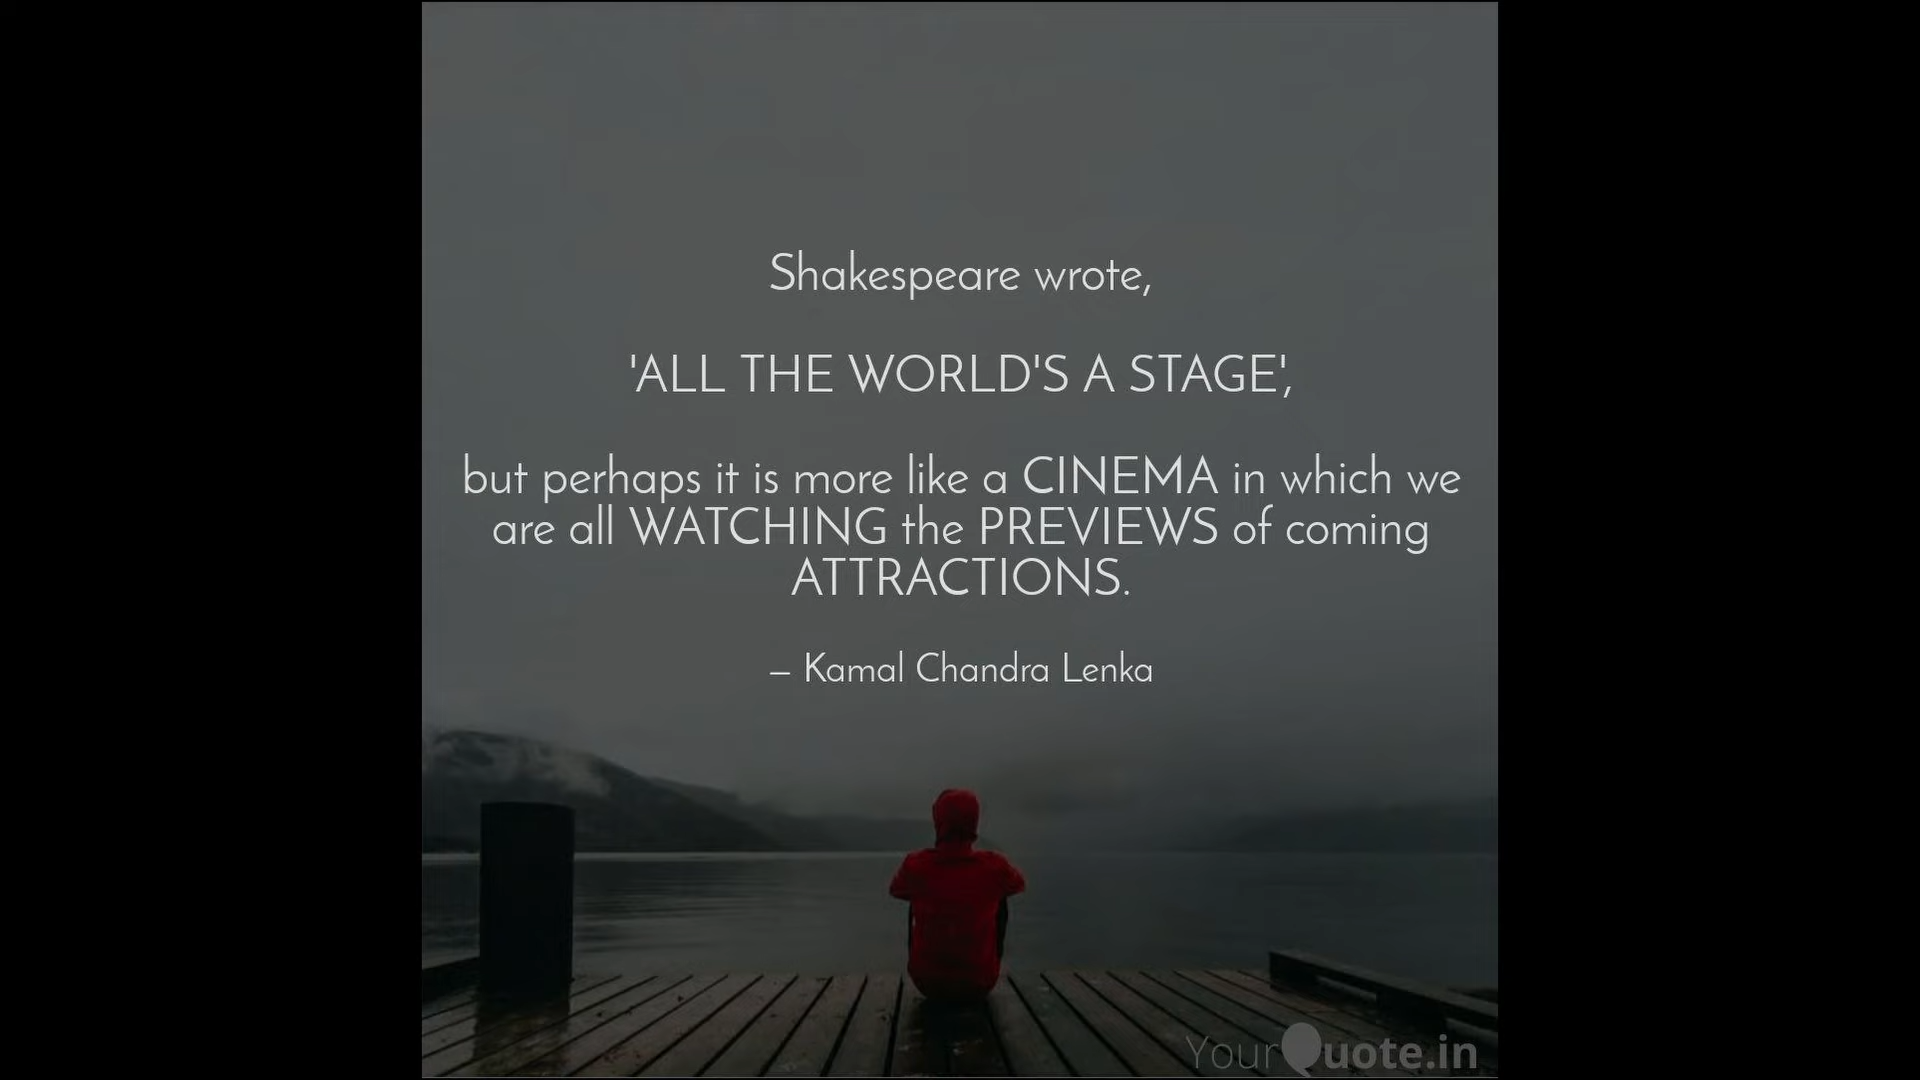 Shakespeare wrote,
'ALL THE WORLD'S A STAGE',
but perhaps it is more like a CINEMA in which we
are all WATCHING the PREVIEWS of coming
ATTRACTIONS.
– Kamal Chandra Lenka
YourQuote.in